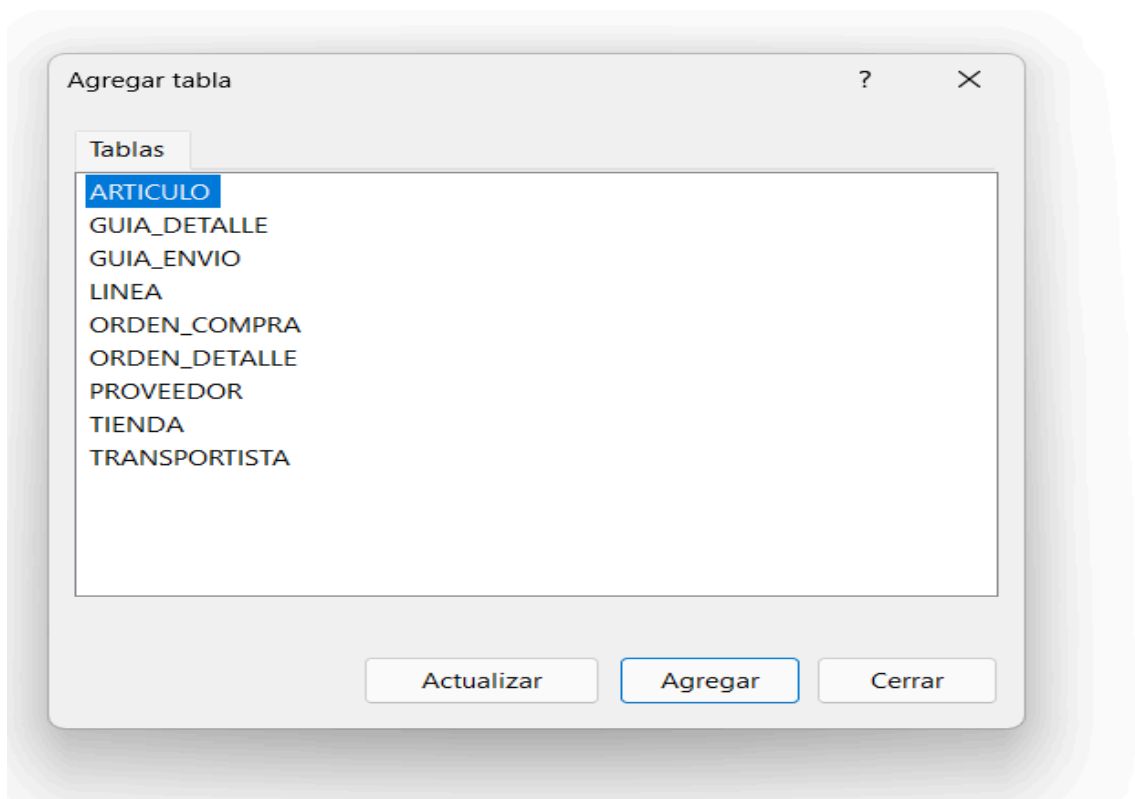 Agregar tabla ?
Tablas
ARTICULO
GUIA_DETALLE
GUIA_ENVIO
LINEA
ORDEN_COMPRA
ORDEN_DETALLE
PROVEEDOR
TIENDA
TRANSPORTISTA
Actualizar Agregar Cerrar